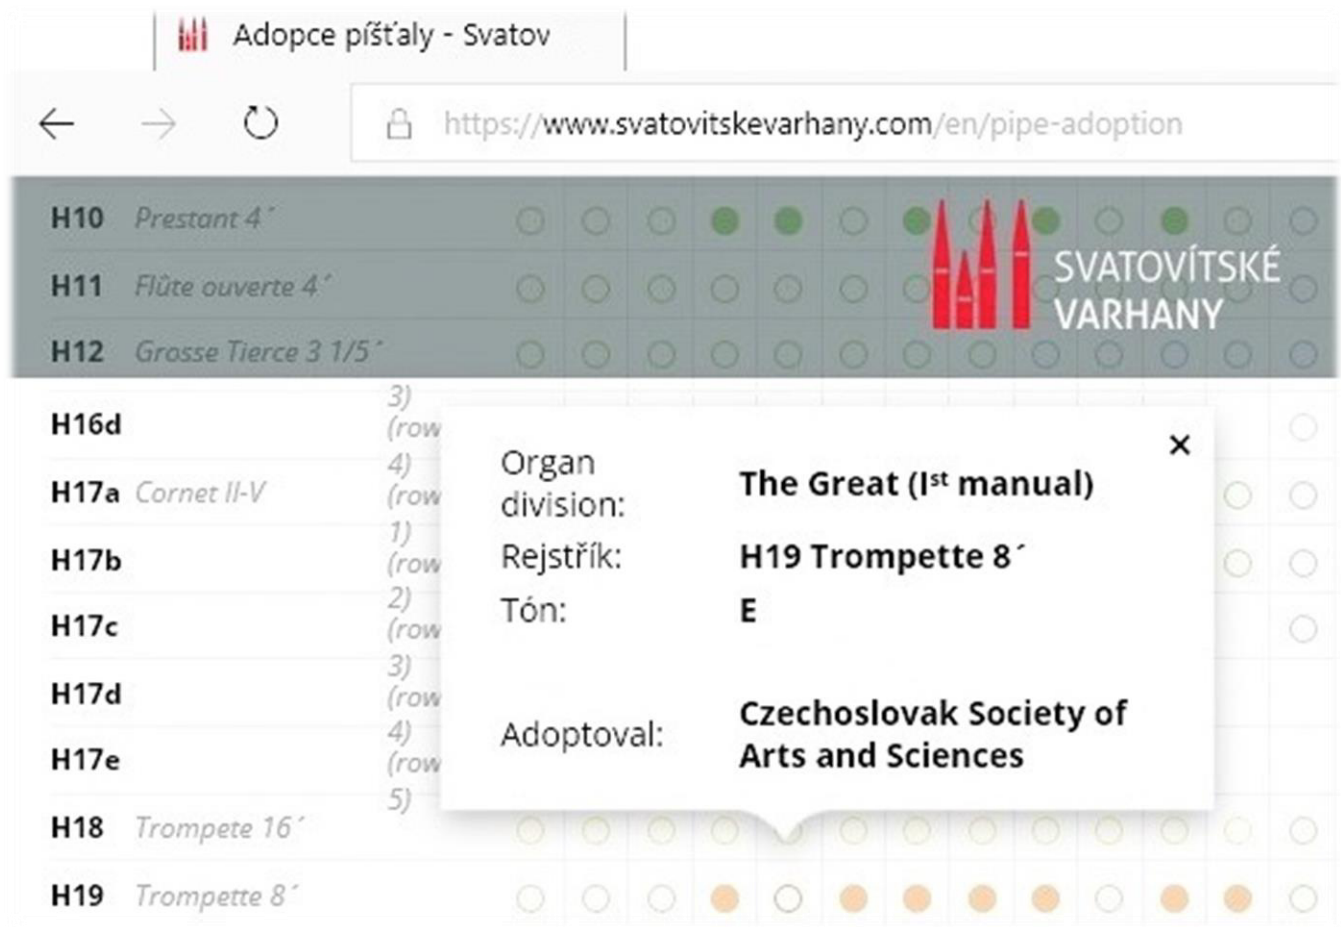 Adopce píšťaly - Svatov
https://www.svatovitskevarhany.com/en/pipe-adoption
H10 Prestant 4´
H11 Flûte ouverte 4´
SVATOVÍTSKÉ
VARHANY
H12 Grosse Tierce 3 1/5´
3)
H16d (row
4)
H17a Cornet II-V (row
1)
H17b (row
2)
H17c (row
3)
H17d (row
4)
H17e (row
5)
Organ
division:
The Great (Ist manual)
Rejstřík: H19 Trompette 8´
Tón: E
Adoptoval:
Czechoslovak Society of
Arts and Sciences
×
H18 Trompete 16´
H19 Trompette 8´